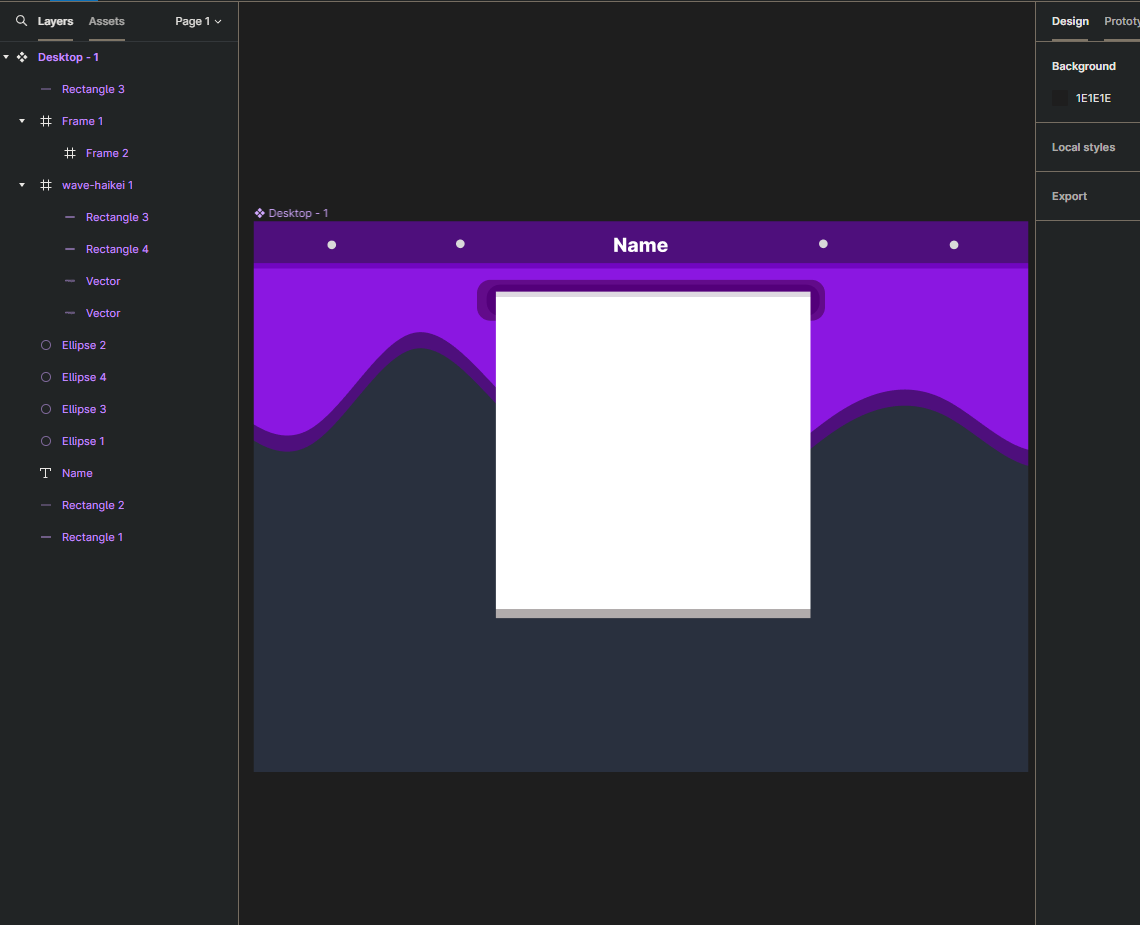 Layers Assets Page 1
Desktop - 1
Rectangle 3
Frame 1
Frame 2
wave-haikei 1
Rectangle 3
Rectangle 4
Vector
Vector
Ellipse 2
Ellipse 4
Ellipse 3
Ellipse 1
Name
Rectangle 2
Rectangle 1
Desktop - 1
Name
Design Prototy
Background
1E1E1E
Local styles
Export